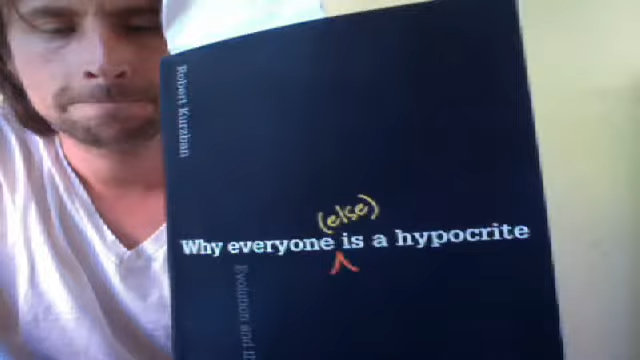 Robert Kurzban
(else)
Why everyone is a hypocrite
Evolution and